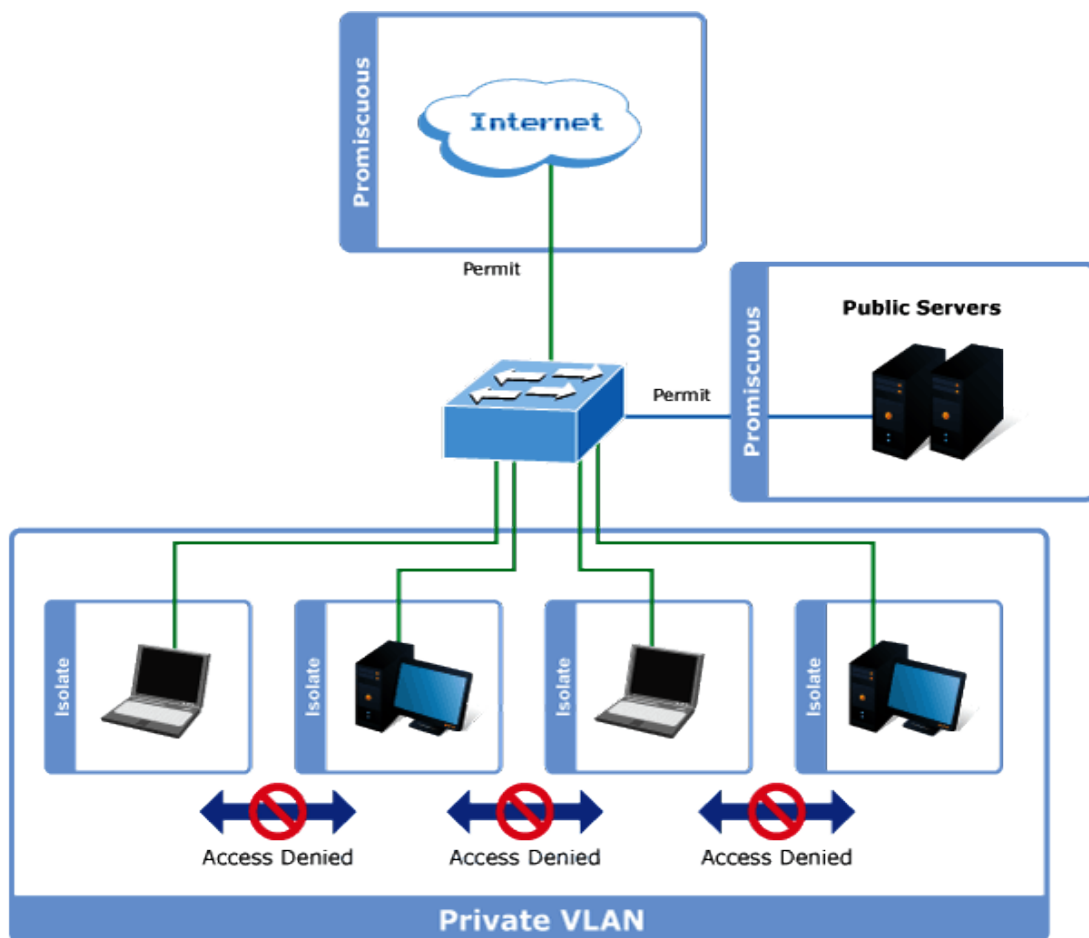 Promiscuous
Internet
Permit
Promiscuous
Public Servers
Permit
Isolate
Isolate
Isolate
Isolate
Access Denied
Access Denied
Access Denied
Private VLAN